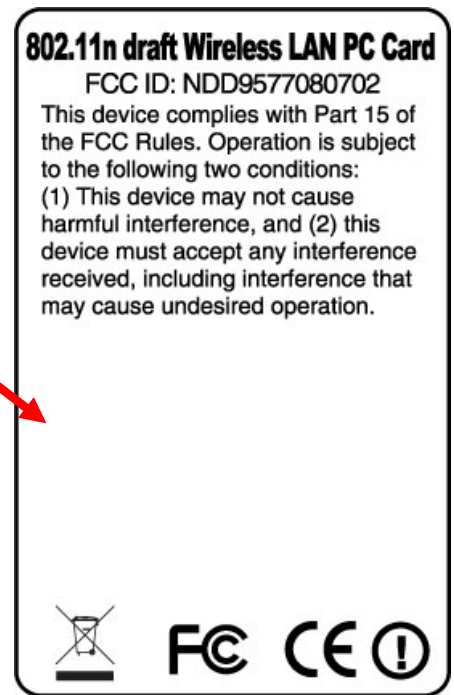 802.11n draft Wireless LAN PC Card
FCC ID: NDD9577080702
This device complies with Part 15 of
the FCC Rules. Operation is subject
to the following two conditions:
(1) This device may not cause
harmful interference, and (2) this
device must accept any interference
received, including interference that
may cause undesired operation.
FC CE !